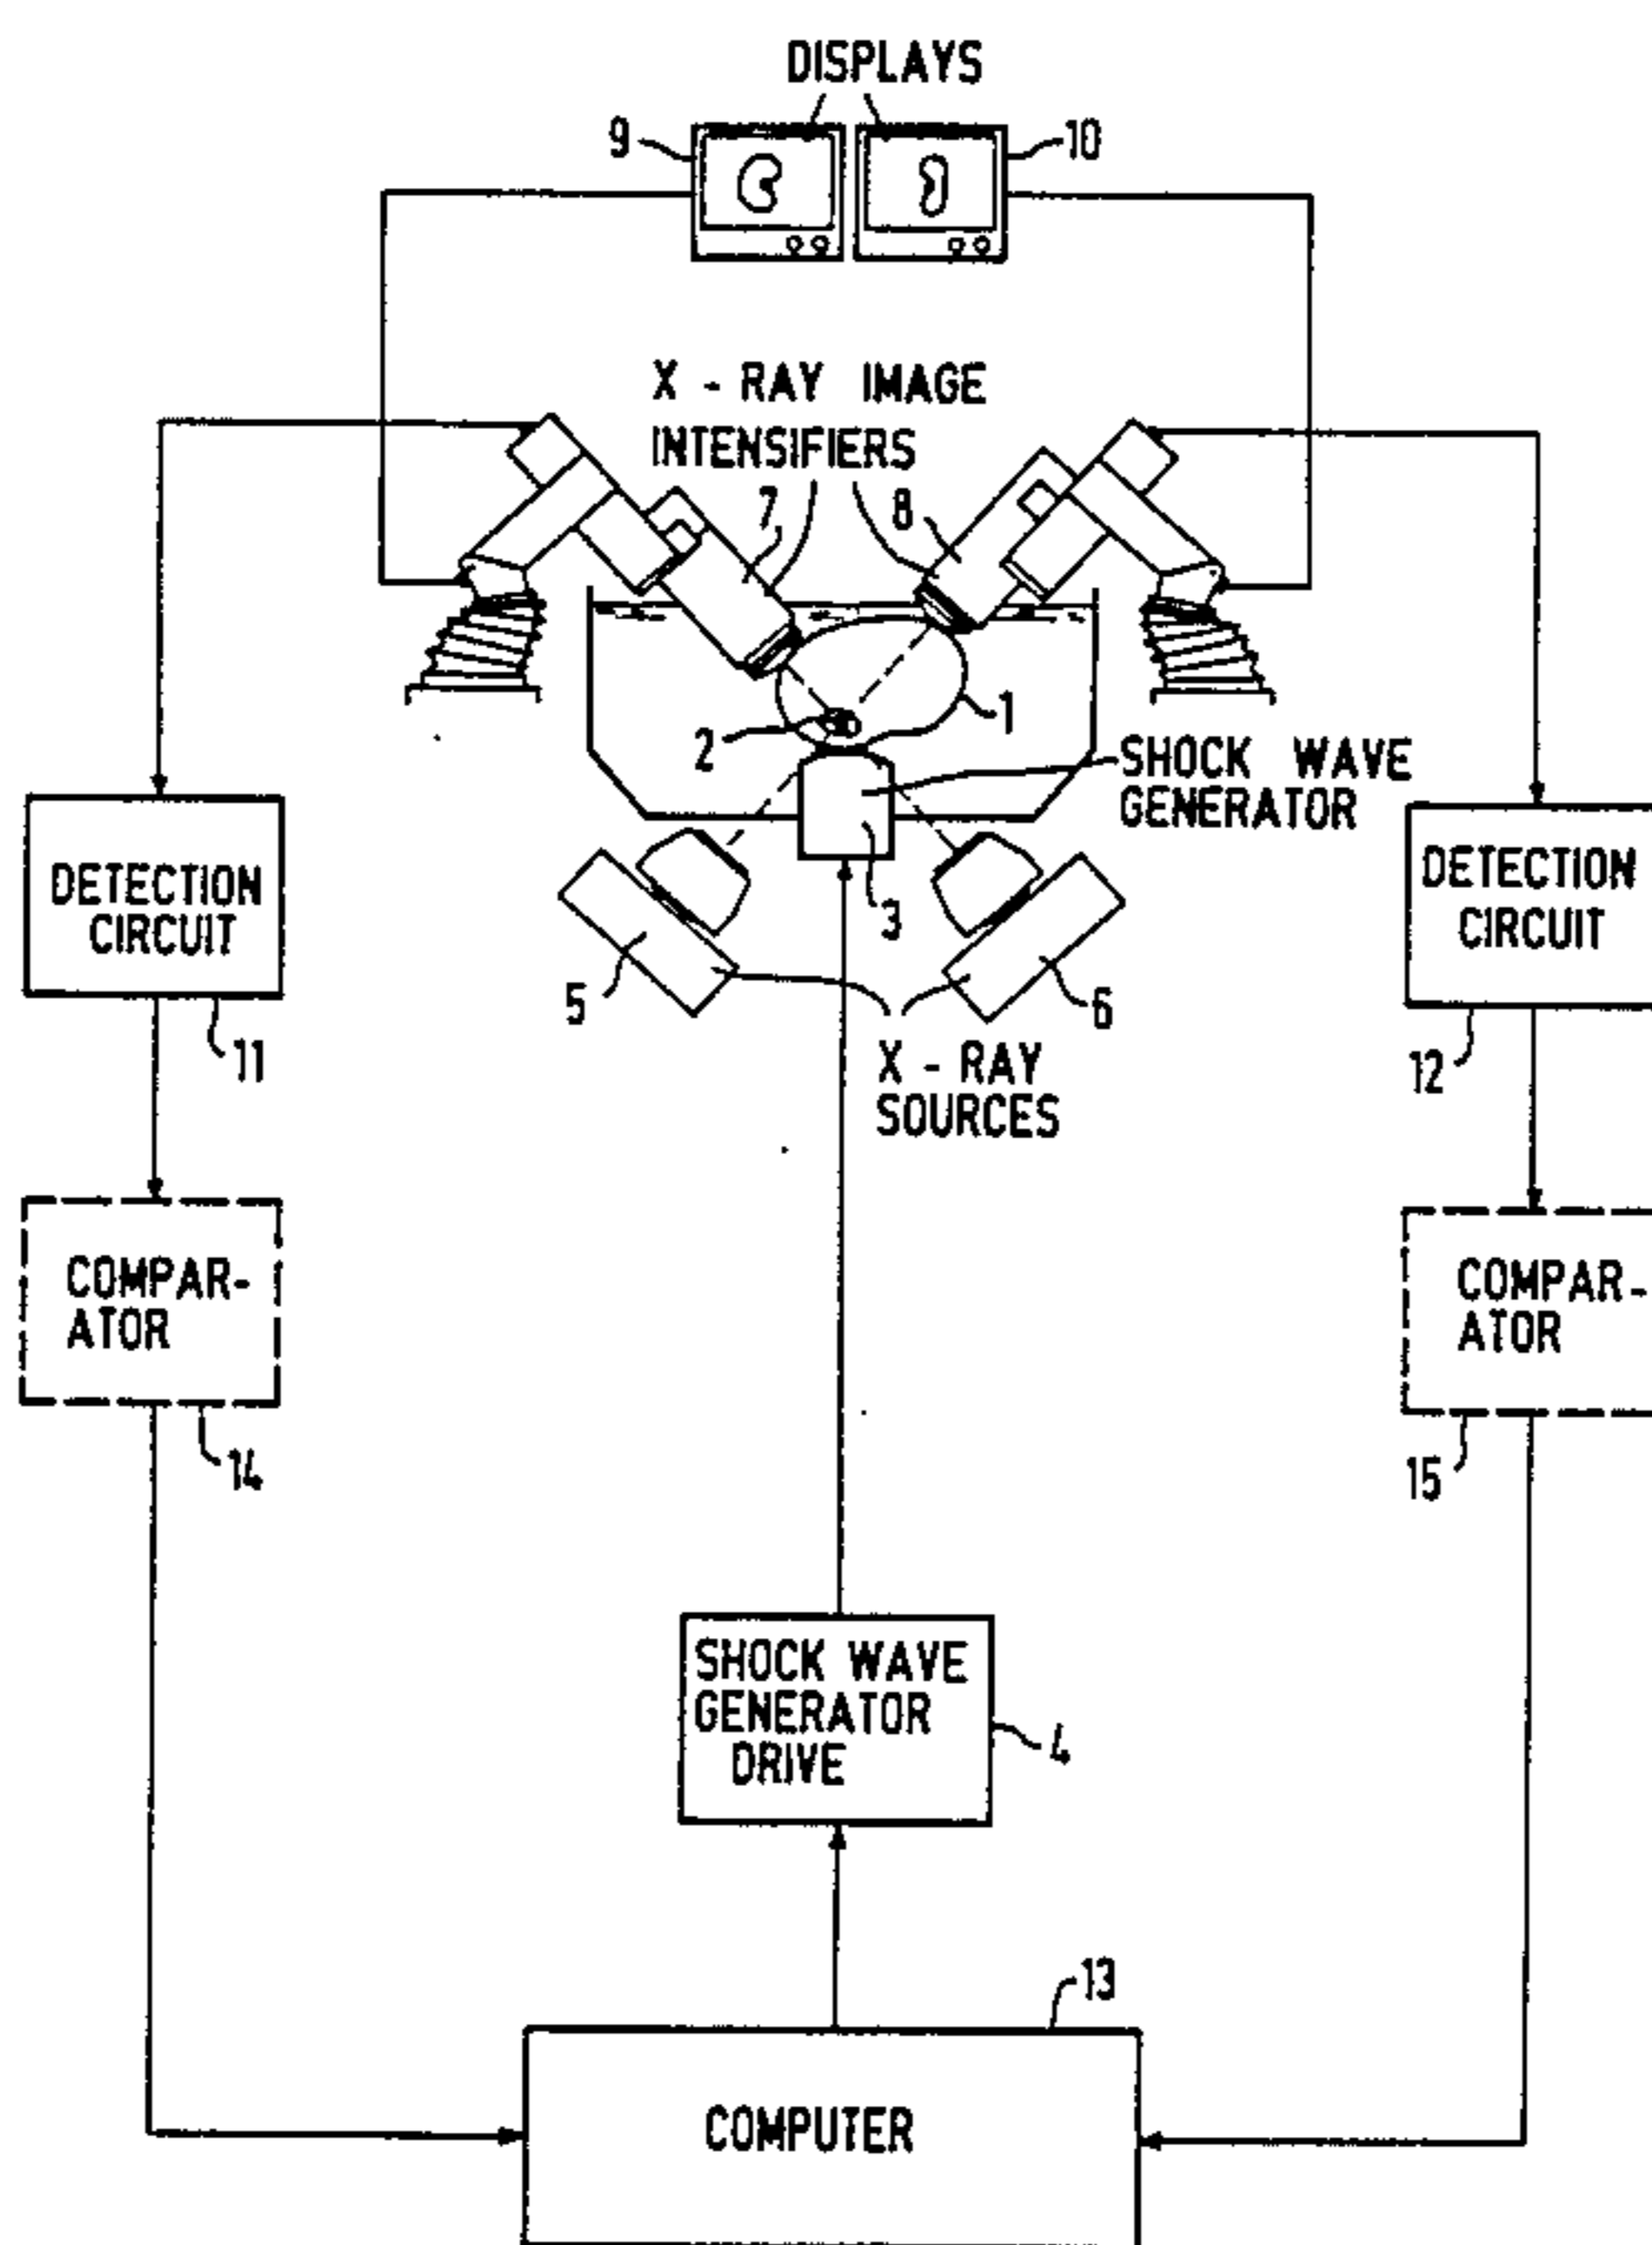 DISPLAYS
9
10
X - RAY IMAGE
INTENSIFIERS
7
8
1
2
SHOCK WAVE
GENERATOR
3
DETECTION
CIRCUIT
11
DETECTION
CIRCUIT
12
5
6
X - RAY
SOURCES
COMPAR-
ATOR
14
COMPAR-
ATOR
15
SHOCK WAVE
GENERATOR
DRIVE
4
13
COMPUTER